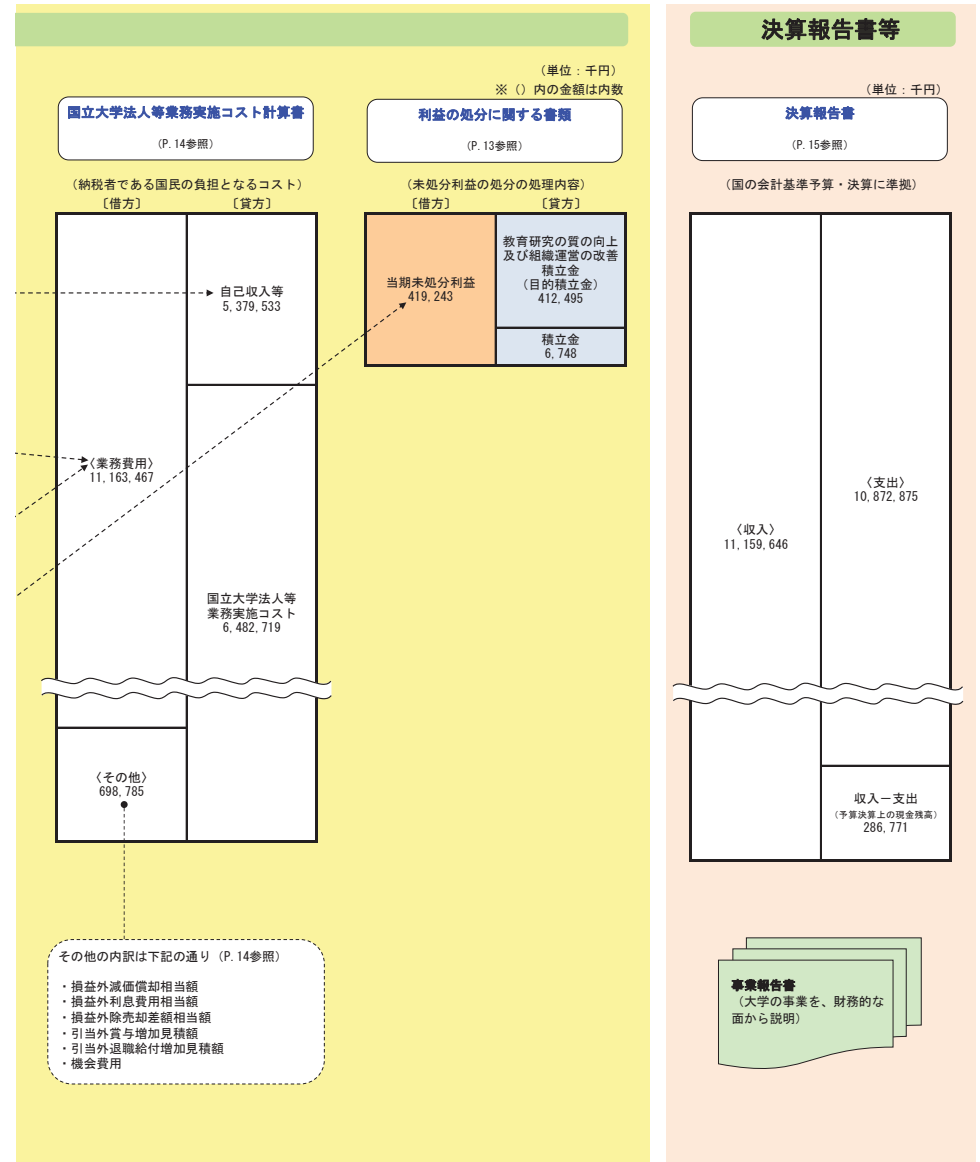 決算報告書等
（単位：千円）
※（）内の金額は内数
国立大学法人等業務実施コスト計算書
（P.14参照）
（納税者である国民の負担となるコスト）
〔借方〕　〔貸方〕
自己収入等
5,379,533
〈業務費用〉
11,163,467
国立大学法人等
業務実施コスト
6,482,719
〈その他〉
698,785
その他の内訳は下記の通り（P.14参照）
・損益外減価償却相当額
・損益外利息費用相当額
・損益外除売却差額相当額
・引当外賞与増加見積額
・引当外退職給付増加見積額
・機会費用
利益の処分に関する書類
（P.13参照）
（未処分利益の処分の処理内容）
〔借方〕　〔貸方〕
当期未処分利益
419,243
教育研究の質の向上
及び組織運営の改善
積立金
（目的積立金）
412,495
積立金
6,748
（単位：千円）
決算報告書
（P.15参照）
（国の会計基準予算・決算に準拠）
〈収入〉
11,159,646
〈支出〉
10,872,875
収入－支出
（予算決算上の現金残高）
286,771
事業報告書
（大学の事業を、財務的な
面から説明）